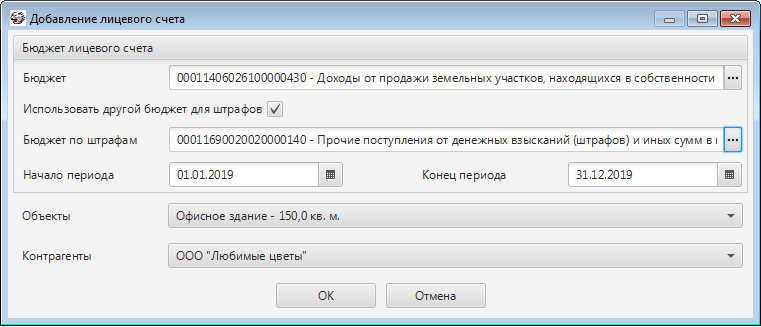 Добавление лицевого счета
Бюджет лицевого счета
Бюджет 00011406026100000430 - Доходы от продажи земельных участков, находящихся в собственности ...
Использовать другой бюджет для штрафов
Бюджет по штрафам 00011690020020000140 - Прочие поступления от денежных взысканий (штрафов) и иных сумм в ...
Начало периода 01.01.2019 Конец периода 31.12.2019
Объекты Офисное здание - 150,0 кв. м.
Контрагенты ООО "Любимые цветы"
ОК Отмена